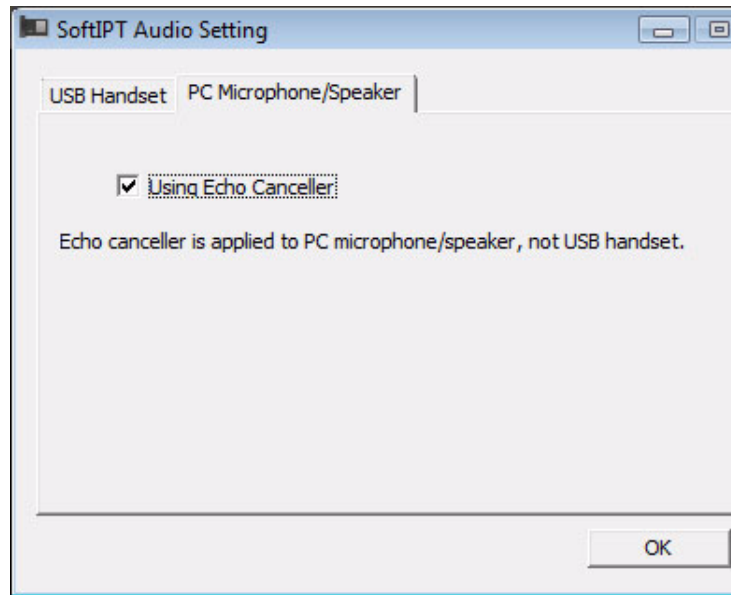 SoftIPT Audio Setting
USB Handset PC Microphone/Speaker
Using Echo Canceller
Echo canceller is applied to PC microphone/speaker, not USB handset.
OK